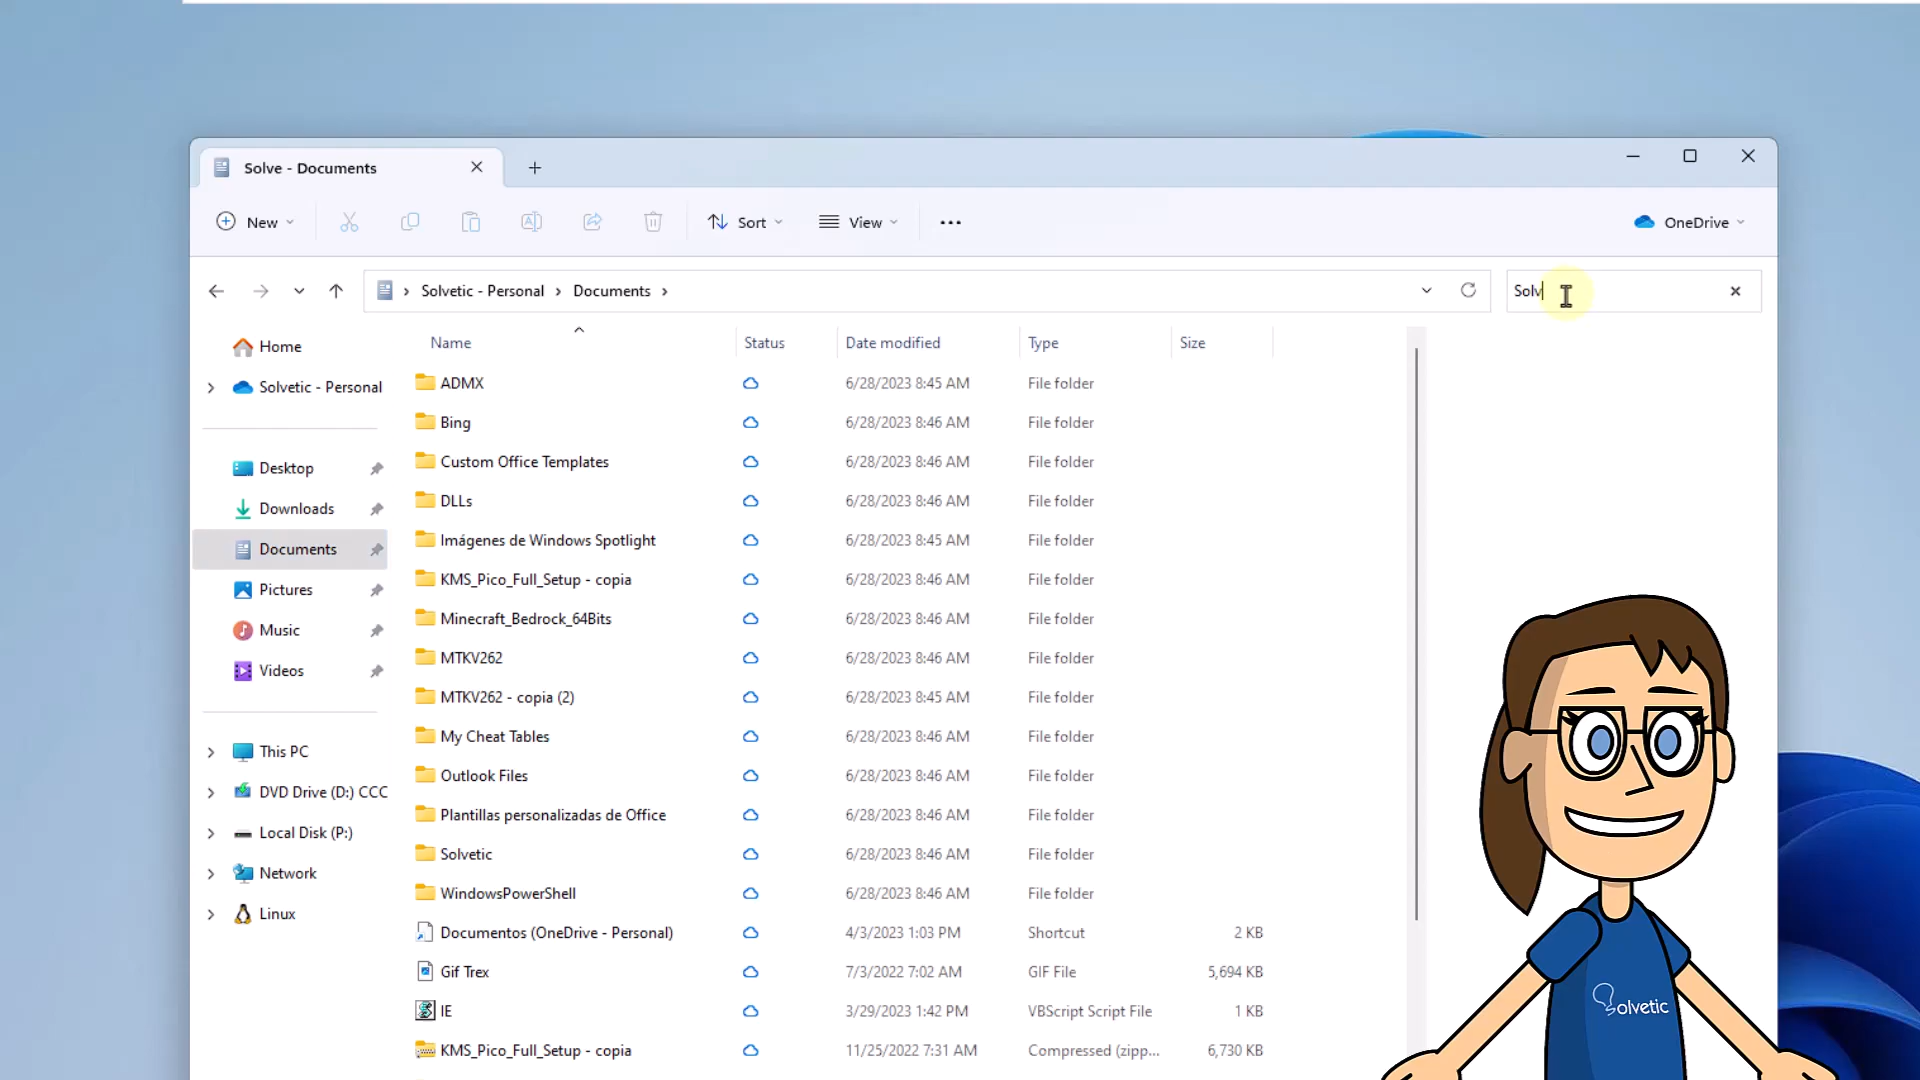 Solve - Documents
New
Sort
View
OneDrive
Solvetic - Personal
Documents
Solv
Name
Status
Date modified
Type
Size
Home
Solvetic - Personal
Desktop
Downloads
Documents
Pictures
Music
Videos
This PC
DVD Drive (D:) CCC
Local Disk (P:)
Network
Linux
ADMX 6/28/2023 8:45 AM File folder
Bing 6/28/2023 8:46 AM File folder
Custom Office Templates 6/28/2023 8:46 AM File folder
DLLs 6/28/2023 8:46 AM File folder
Imágenes de Windows Spotlight 6/28/2023 8:45 AM File folder
KMS_Pico_Full_Setup - copia 6/28/2023 8:46 AM File folder
Minecraft_Bedrock_64Bits 6/28/2023 8:46 AM File folder
MTKV262 6/28/2023 8:46 AM File folder
MTKV262 - copia (2) 6/28/2023 8:45 AM File folder
My Cheat Tables 6/28/2023 8:46 AM File folder
Outlook Files 6/28/2023 8:46 AM File folder
Plantillas personalizadas de Office 6/28/2023 8:46 AM File folder
Solvetic 6/28/2023 8:46 AM File folder
WindowsPowerShell 6/28/2023 8:46 AM File folder
Documentos (OneDrive - Personal) 4/3/2023 1:03 PM Shortcut 2 KB
Gif Trex 7/3/2022 7:02 AM GIF File 5,694 KB
IE 3/29/2023 1:42 PM VBScript Script File 1 KB
KMS_Pico_Full_Setup - copia 11/25/2022 7:31 AM Compressed (zipp... 6,730 KB
Solvetic